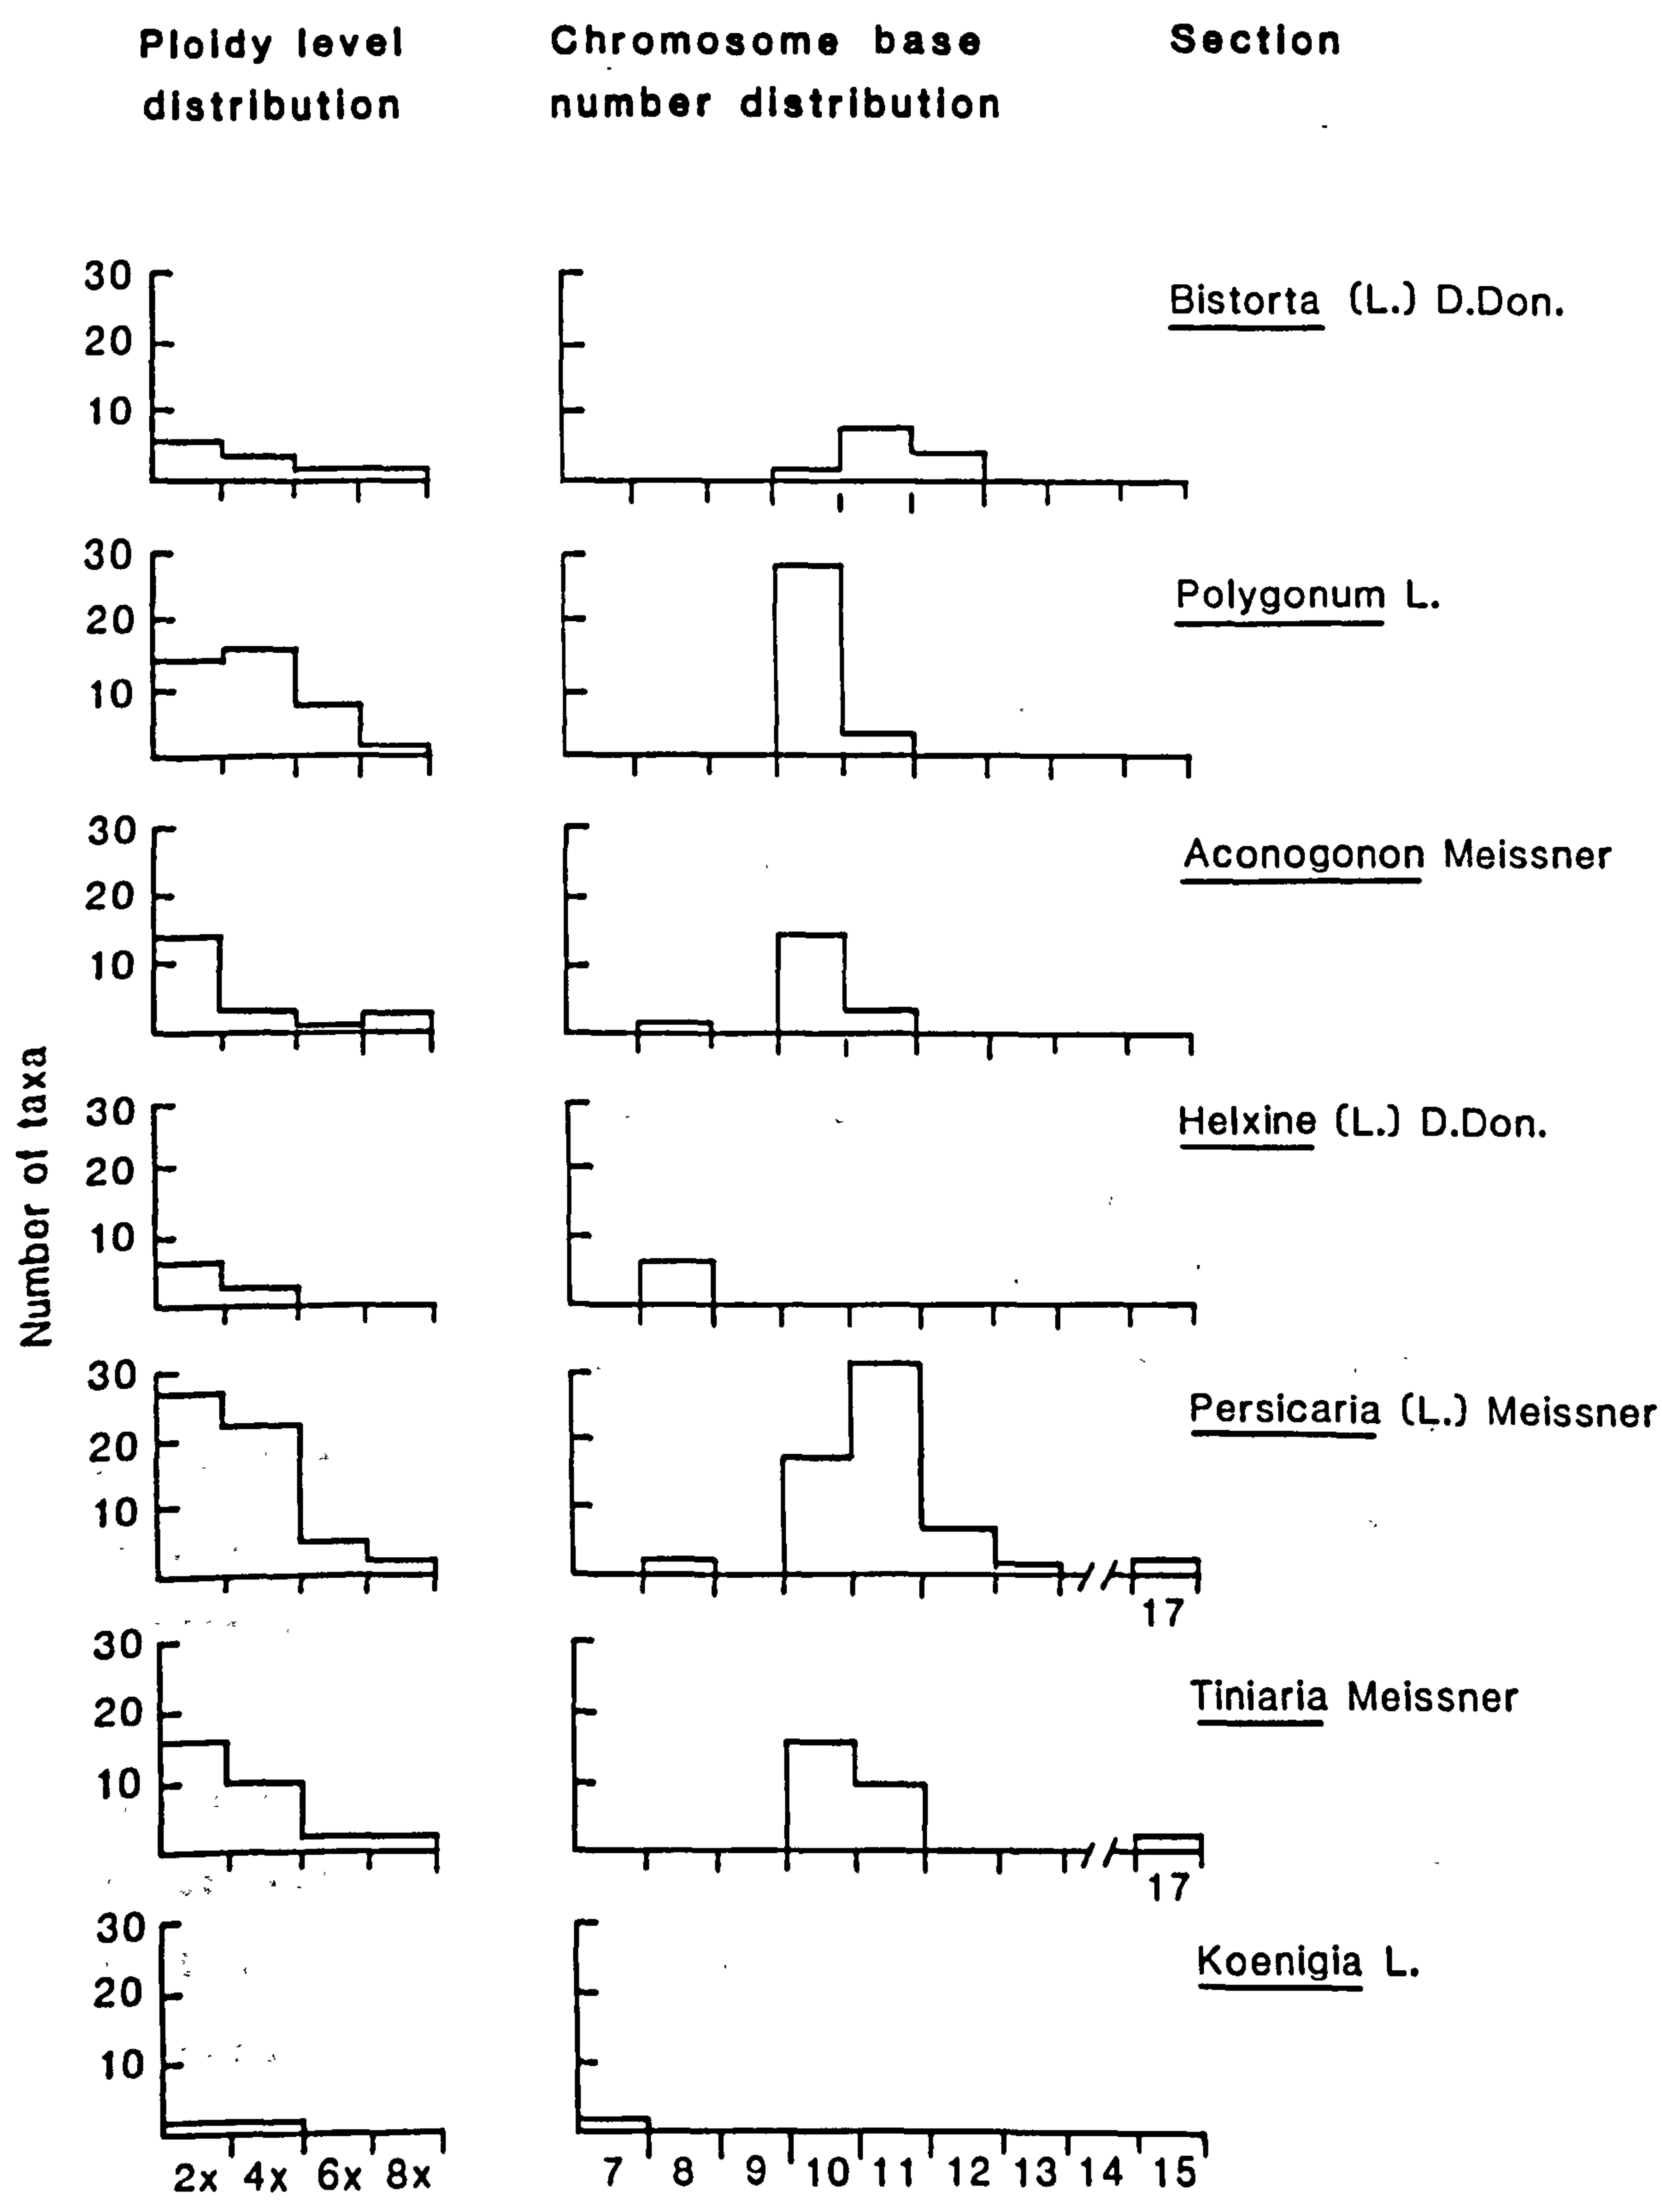 Ploidy level
distribution
Chromosome base
number distribution
Section
Number of taxa
30
20
10
Bistorta (L.) D.Don.
30
20
10
Polygonum L.
30
20
10
Aconogonon Meissner
30
20
10
Helxine (L.) D.Don.
30
20
10
17
Persicaria (L.) Meissner
30
20
10
17
Tiniaria Meissner
30
20
10
Koenigia L.
2x 4x 6x 8x
7 8 9 10 11 12 13 14 15